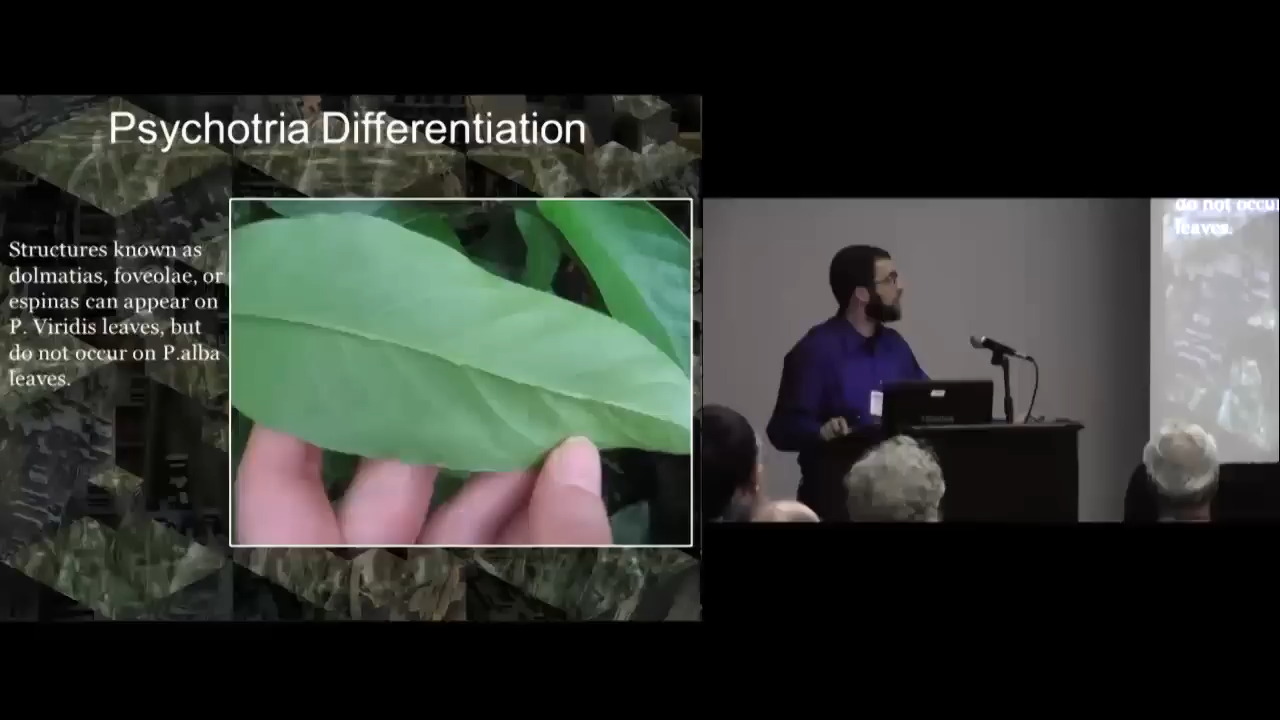 Psychotria Differentiation
Structures known as
dolmatias, foveolae, or
espinas can appear on
P. Viridis leaves, but
do not occur on P.alba
leaves.
do not occu
leaves.